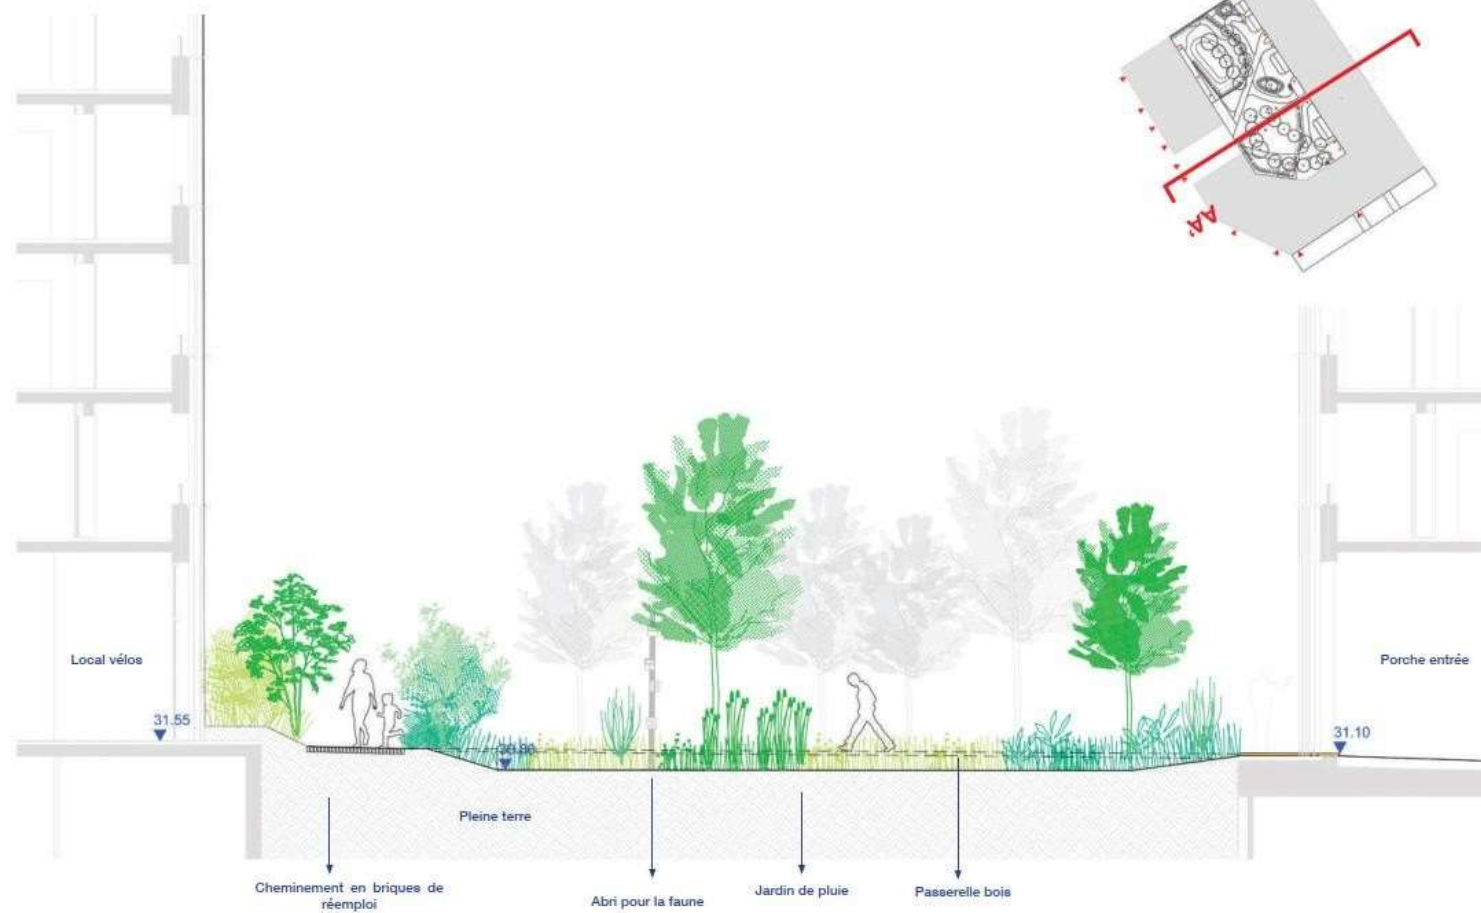 AA'
Local vélos
Porche entrée
31.55
31.10
Pleine terre
Cheminement en briques de
réemploi
Abri pour la faune
Jardin de pluie
Passerelle bois